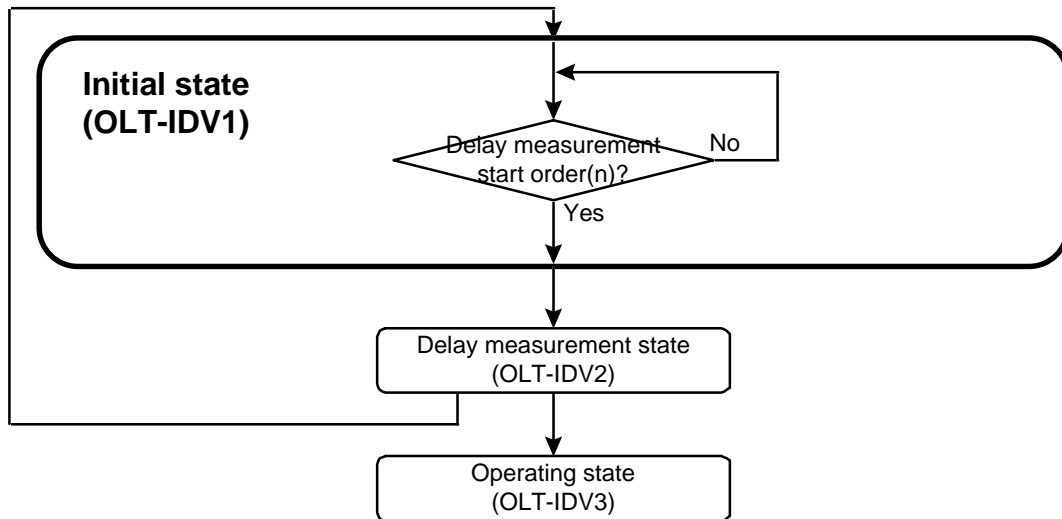 Initial state
(OLT-IDV1)
Delay measurement
start order(n)?
No
Yes
Delay measurement state
(OLT-IDV2)
Operating state
(OLT-IDV3)